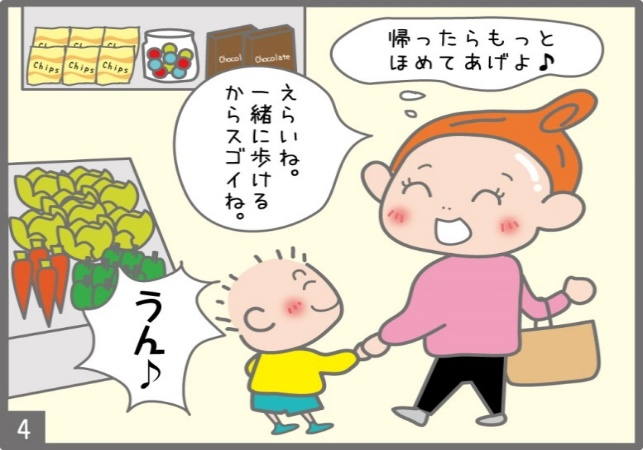 Chips Chips Chips
Chocol
Chocolate
帰ったらもっと
ほめてあげよ♪
えらいね。
一緒に歩ける
からスゴイね。
うん♪
4